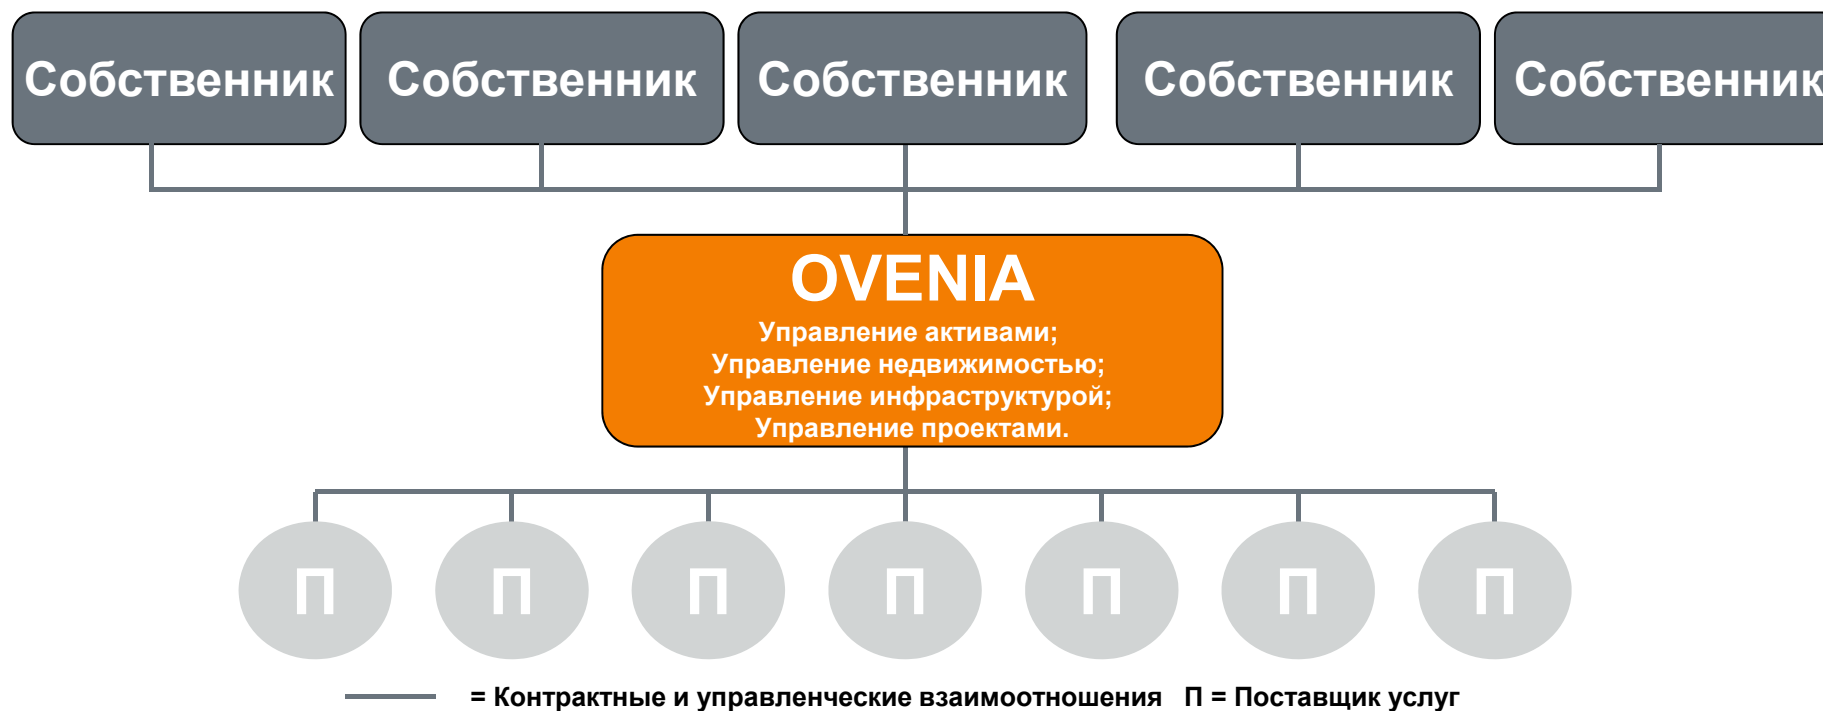 Собственник Собственник Собственник Собственник Собственник
OVENIA
Управление активами;
Управление недвижимостью;
Управление инфраструктурой;
Управление проектами.
П П П П П П П
= Контрактные и управленческие взаимоотношения П = Поставщик услуг